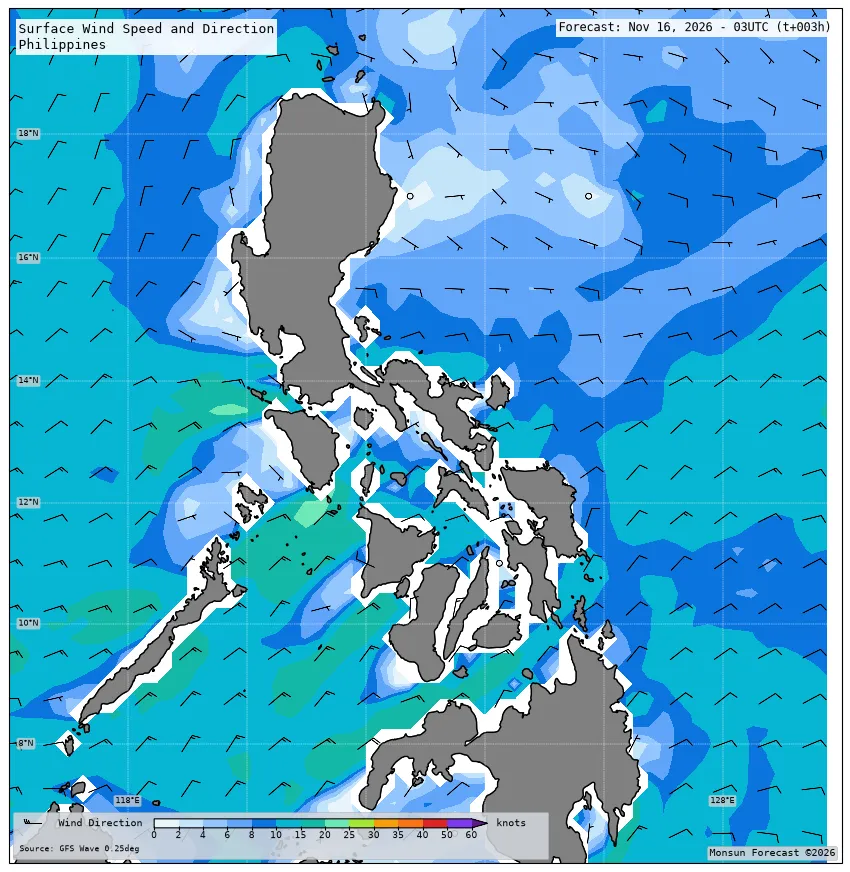 Surface Wind Speed and Direction
Philippines
Forecast: Nov 16, 2026 - 03UTC (t+003h)
18°N
16°N
14°N
12°N
10°N
8°N
118°E
128°E
Wind Direction
knots
0 2 4 6 8 10 15 20 25 30 35 40 50 60
Source: GFS Wave 0.25deg
Monsun Forecast ©2026